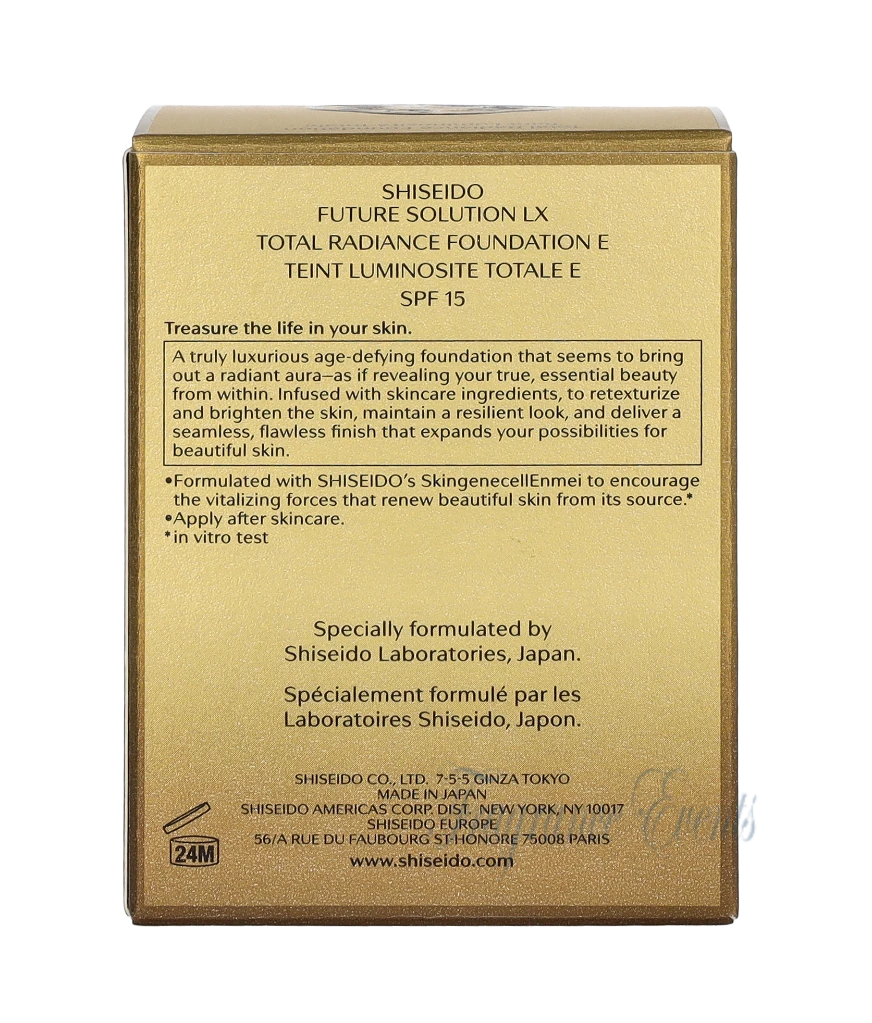 SHISEIDO
FUTURE SOLUTION LX
TOTAL RADIANCE FOUNDATION E
TEINT LUMINOSITE TOTALE E
SPF 15
Treasure the life in your skin.
A truly luxurious age-defying foundation that seems to bring
out a radiant aura—as if revealing your true, essential beauty
from within. Infused with skincare ingredients, to retexturize
and brighten the skin, maintain a resilient look, and deliver a
seamless, flawless finish that expands your possibilities for
beautiful skin.
•Formulated with SHISEIDO's SkingenecellEnmei to encourage
the vitalizing forces that renew beautiful skin from its source.*
•Apply after skincare.
*in vitro test
Specially formulated by
Shiseido Laboratories, Japan.
Spécialement formulé par les
Laboratoires Shiseido, Japon.
SHISEIDO CO., LTD. 7-5-5 GINZA TOKYO
MADE IN JAPAN
SHISEIDO AMERICAS CORP. DIST. NEW YORK, NY 10017
SHISEIDO EUROPE
56/A RUE DU FAUBOURG ST-HONORE 75008 PARIS
www.shiseido.com
24M
Events